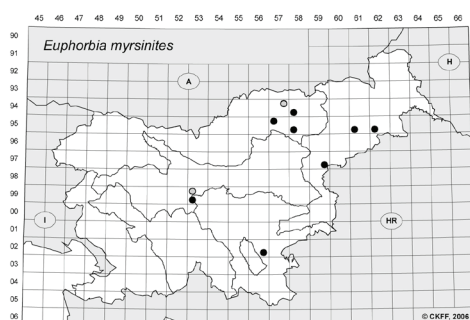 45 46 47 48 49 50 51 52 53 54 55 56 57 58 59 60 61 62 63 64 65 66
90
Euphorbia myrsinites
91
H
92
A
93
94
95
96
97
98
99
00
I
HR
01
02
03
04
05
06
© CKFF, 2006